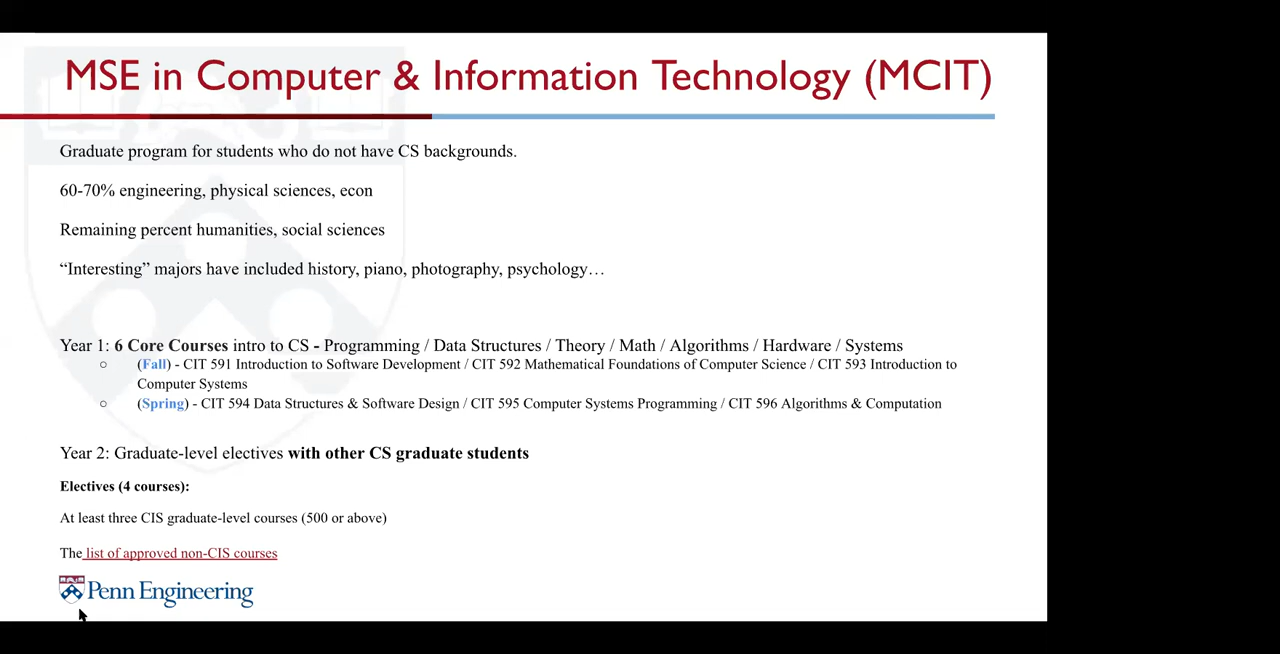 MSE in Computer & Information Technology (MCIT)
Graduate program for students who do not have CS backgrounds.
60-70% engineering, physical sciences, econ
Remaining percent humanities, social sciences
“Interesting” majors have included history, piano, photography, psychology…
Year 1: 6 Core Courses intro to CS - Programming / Data Structures / Theory / Math / Algorithms / Hardware / Systems
○ (Fall) - CIT 591 Introduction to Software Development / CIT 592 Mathematical Foundations of Computer Science / CIT 593 Introduction to
Computer Systems
○ (Spring) - CIT 594 Data Structures & Software Design / CIT 595 Computer Systems Programming / CIT 596 Algorithms & Computation
Year 2: Graduate-level electives with other CS graduate students
Electives (4 courses):
At least three CIS graduate-level courses (500 or above)
The list of approved non-CIS courses
Penn Engineering